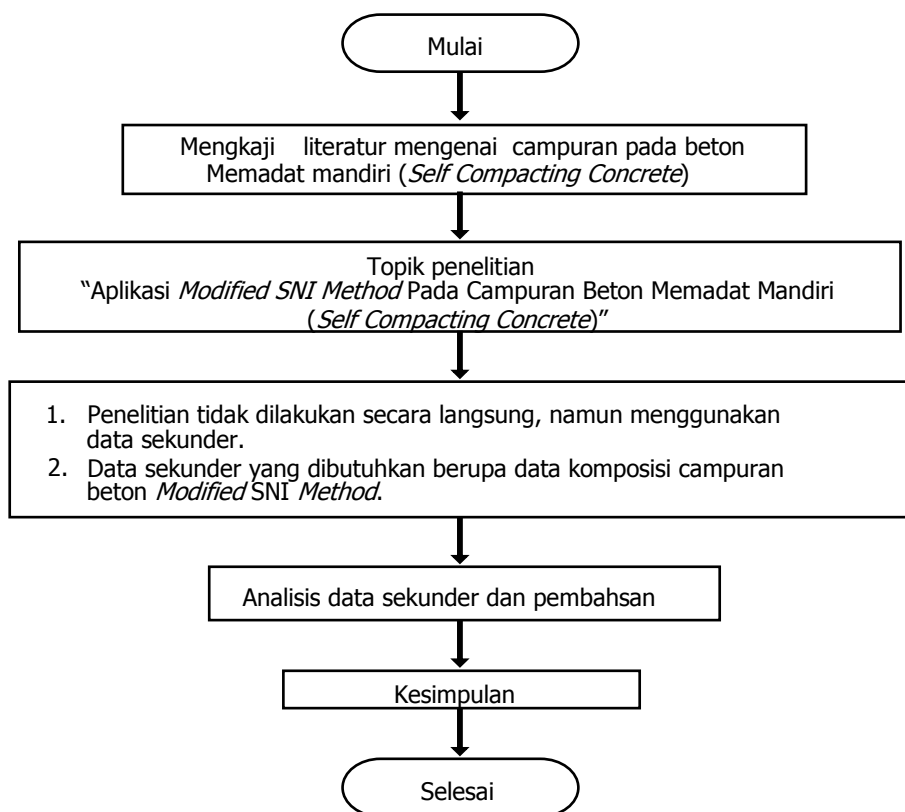 Mulai
Mengkaji literatur mengenai campuran pada beton
Memadat mandiri (Self Compacting Concrete)
Topik penelitian
“Aplikasi Modified SNI Method Pada Campuran Beton Memadat Mandiri
(Self Compacting Concrete)”
1. Penelitian tidak dilakukan secara langsung, namun menggunakan
data sekunder.
2. Data sekunder yang dibutuhkan berupa data komposisi campuran
beton Modified SNI Method.
Analisis data sekunder dan pembahsan
Kesimpulan
Selesai